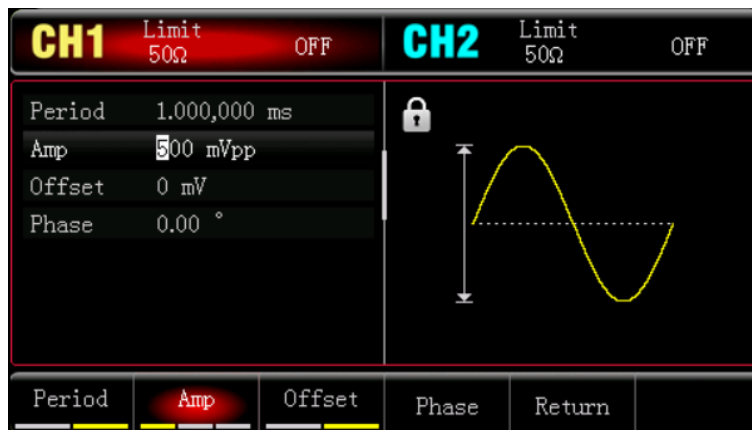 CH1 Limit 50Ω OFF CH2 Limit 50Ω OFF
Period 1.000,000 ms
Amp 500 mVpp
Offset 0 mV
Phase 0.00 °
Period Amp Offset Phase Return